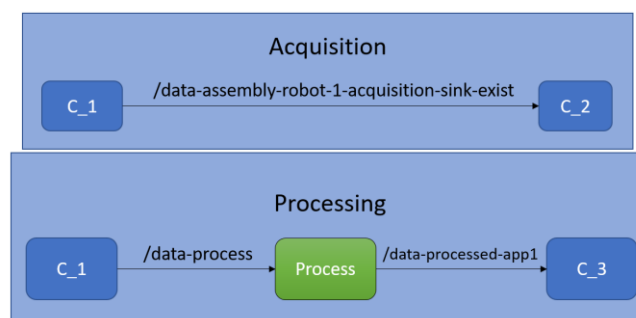 Acquisition
/data-assembly-robot-1-acquisition-sink-exist
C_1
C_2
Processing
/data-process
/data-processed-app1
C_1
Process
C_3